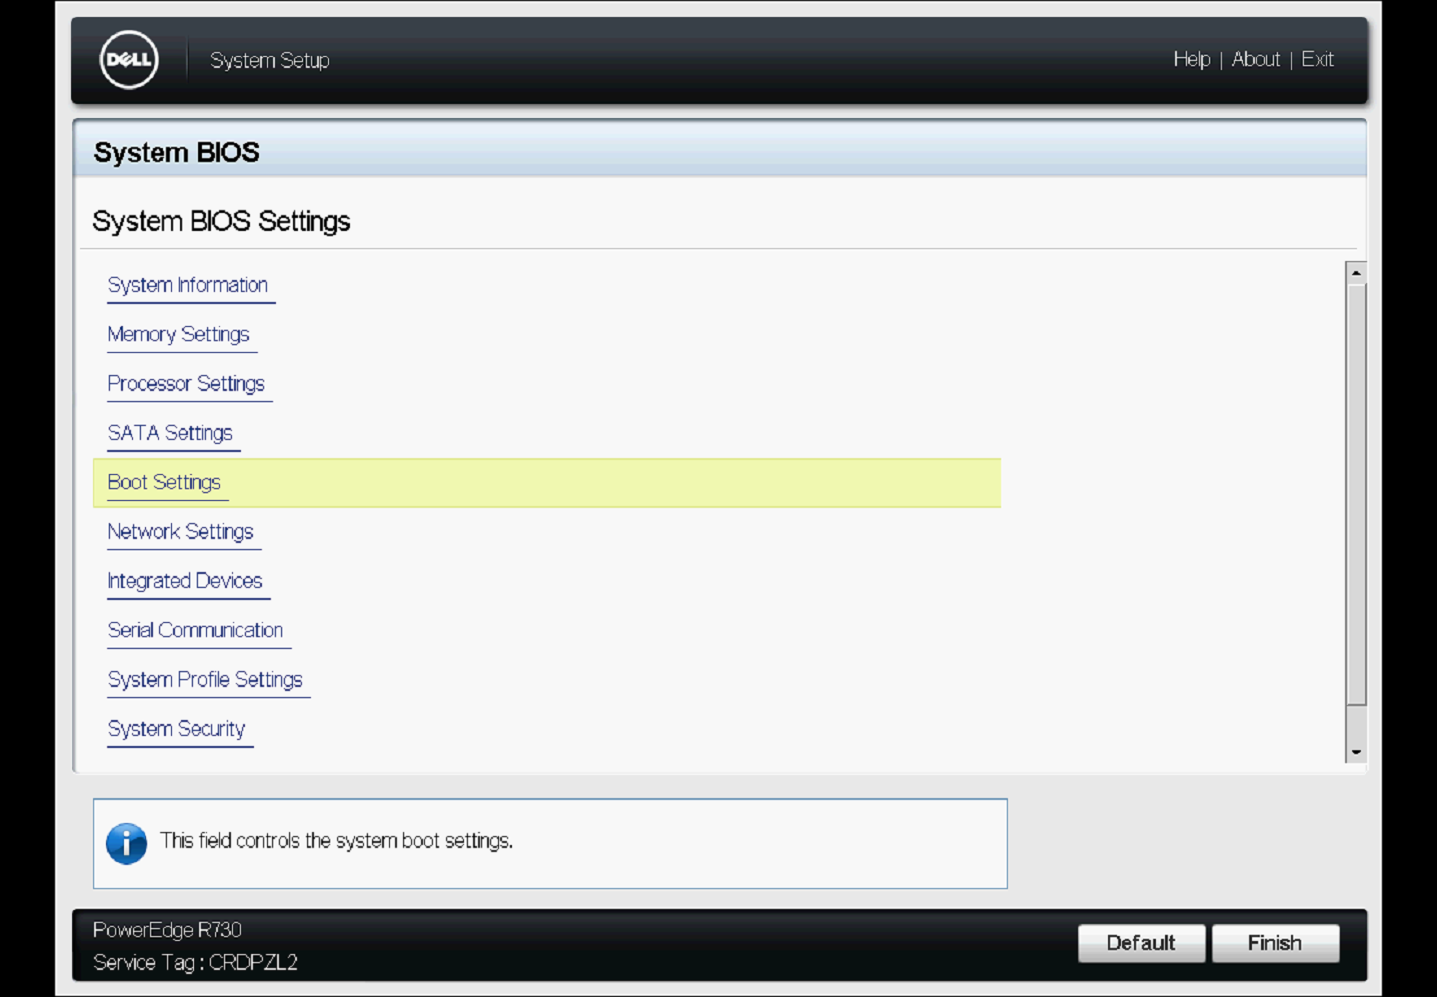 DELL
System Setup
Help | About | Exit
System BIOS
System BIOS Settings
System Information
Memory Settings
Processor Settings
SATA Settings
Boot Settings
Network Settings
Integrated Devices
Serial Communication
System Profile Settings
System Security
This field controls the system boot settings.
PowerEdge R730
Service Tag : CRDPZL2
Default
Finish